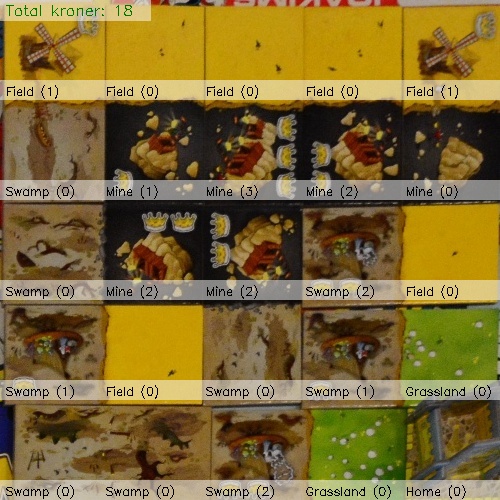 Total kroner: 18
Field (1) Field (0) Field (0) Field (0) Field (1)
Swamp (0) Mine (1) Mine (3) Mine (2) Mine (0)
Swamp (0) Mine (2) Mine (2) Swamp (2) Field (0)
Swamp (1) Field (0) Swamp (0) Swamp (1) Grassland (0)
Swamp (0) Swamp (0) Swamp (2) Grassland (0) Home (0)